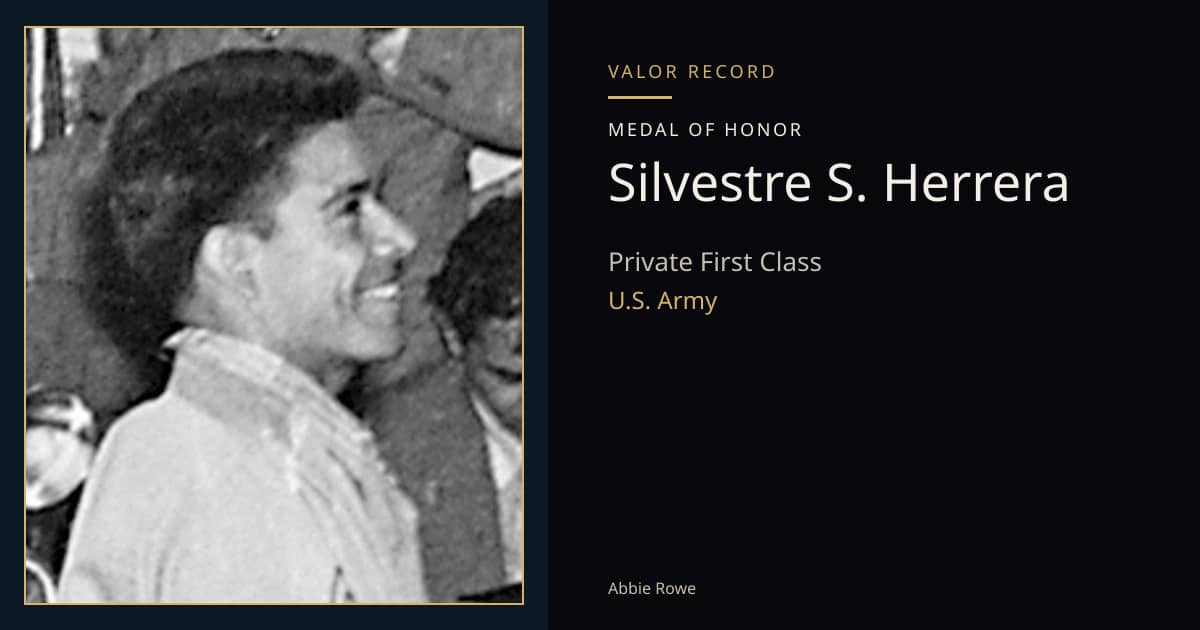 VALOR RECORD
MEDAL OF HONOR
Silvestre S. Herrera
Private First Class
U.S. Army
Abbie Rowe